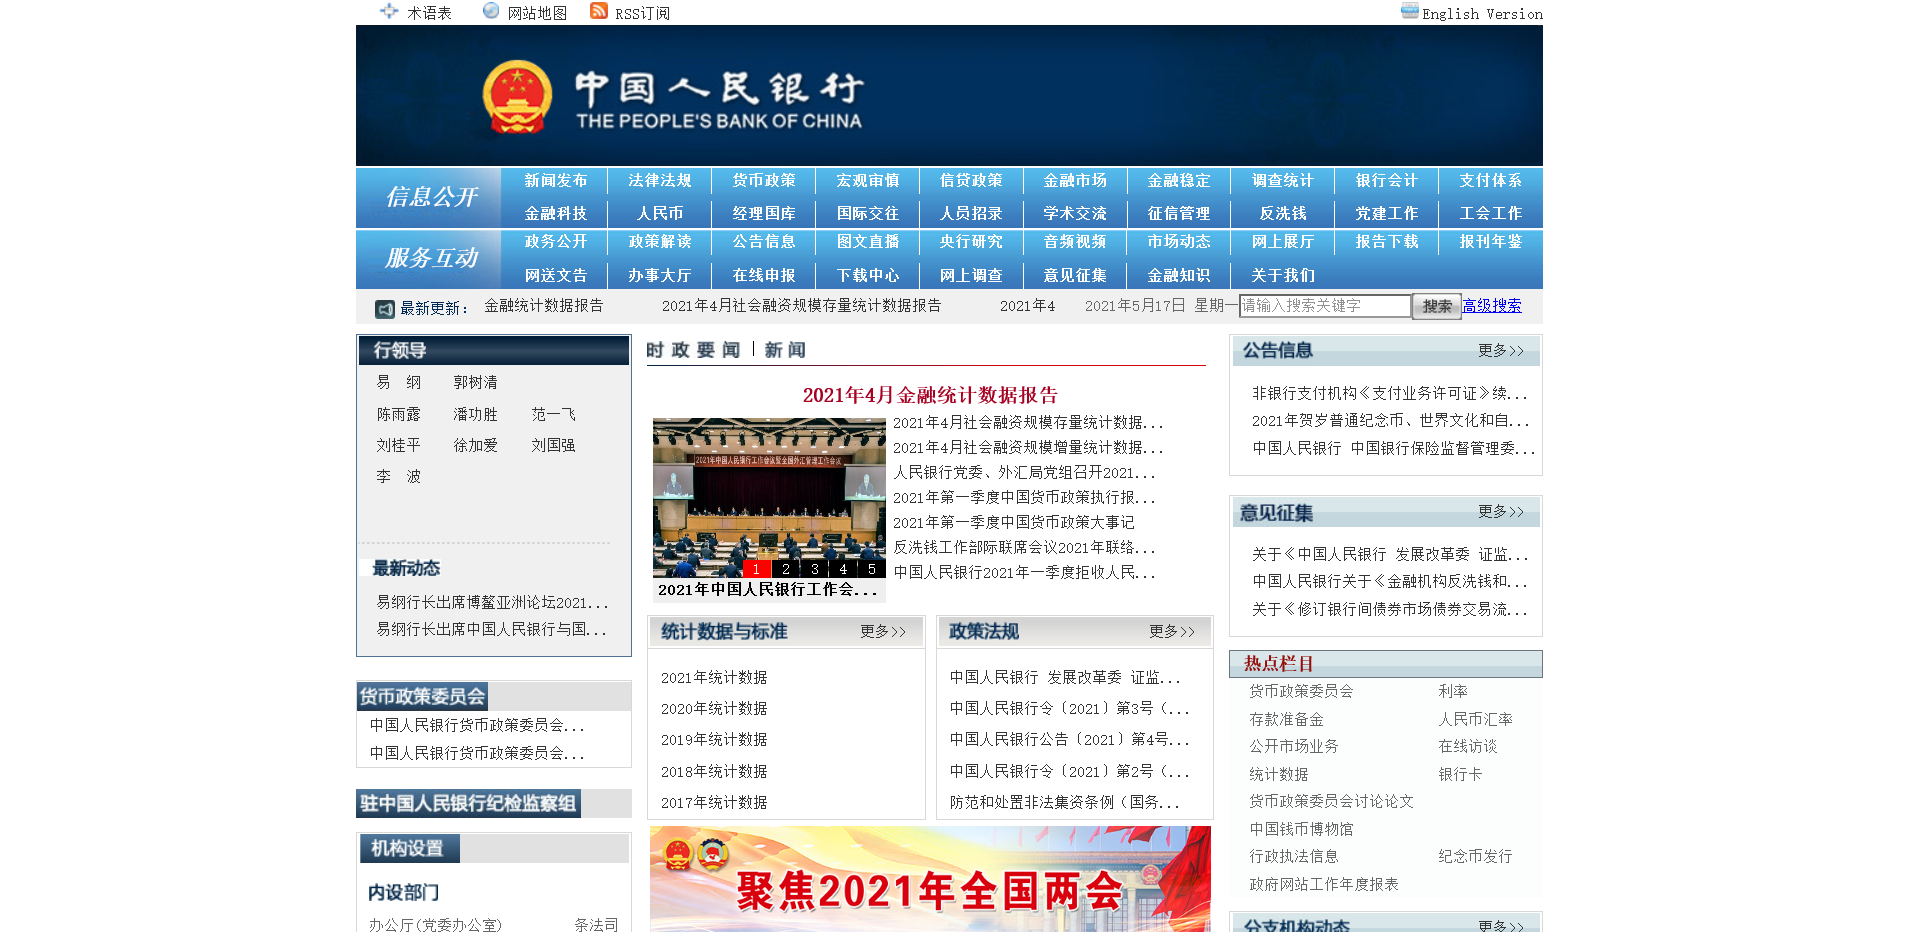 术语表 网站地图 RSS订阅 English Version
中国人民银行
THE PEOPLE'S BANK OF CHINA
信息公开
新闻发布 法律法规 货币政策 宏观审慎 信贷政策 金融市场 金融稳定 调查统计 银行会计 支付体系
金融科技 人民币 经理国库 国际交往 人员招录 学术交流 征信管理 反洗钱 党建工作 工会工作
服务互动
政务公开 政策解读 公告信息 图文直播 央行研究 音频视频 市场动态 网上展厅 报告下载 报刊年鉴
网送文告 办事大厅 在线申报 下载中心 网上调查 意见征集 金融知识 关于我们
最新更新： 金融统计数据报告 2021年4月社会融资规模存量统计数据报告 2021年4 2021年5月17日 星期一 请输入搜索关键字 搜索 高级搜索
行领导
易 纲 郭树清
陈雨露 潘功胜 范一飞
刘桂平 徐加爱 刘国强
李 波
最新动态
易纲行长出席博鳌亚洲论坛2021...
易纲行长出席中国人民银行与国...
货币政策委员会
中国人民银行货币政策委员会...
中国人民银行货币政策委员会...
驻中国人民银行纪检监察组
机构设置
内设部门
办公厅(党委办公室) 条法司
时政要闻 | 新闻
2021年4月金融统计数据报告
2021年中国人民银行工作会议暨全国外汇管理工作会议
1 2 3 4 5
2021年中国人民银行工作会...
2021年4月社会融资规模存量统计数据...
2021年4月社会融资规模增量统计数据...
人民银行党委、外汇局党组召开2021...
2021年第一季度中国货币政策执行报...
2021年第一季度中国货币政策大事记
反洗钱工作部际联席会议2021年联络...
中国人民银行2021年一季度拒收人民...
统计数据与标准 更多>>
2021年统计数据
2020年统计数据
2019年统计数据
2018年统计数据
2017年统计数据
政策法规 更多>>
中国人民银行 发展改革委 证监...
中国人民银行令〔2021〕第3号（...
中国人民银行公告〔2021〕第4号...
中国人民银行令〔2021〕第2号（...
防范和处置非法集资条例（国务...
聚焦2021年全国两会
公告信息 更多>>
非银行支付机构《支付业务许可证》续...
2021年贺岁普通纪念币、世界文化和自...
中国人民银行 中国银行保险监督管理委...
意见征集 更多>>
关于《中国人民银行 发展改革委 证监...
中国人民银行关于《金融机构反洗钱和...
关于《修订银行间债券市场债券交易流...
热点栏目
货币政策委员会 利率
存款准备金 人民币汇率
公开市场业务 在线访谈
统计数据 银行卡
货币政策委员会讨论论文
中国钱币博物馆
行政执法信息 纪念币发行
政府网站工作年度报表
分支机构动态 更多>>